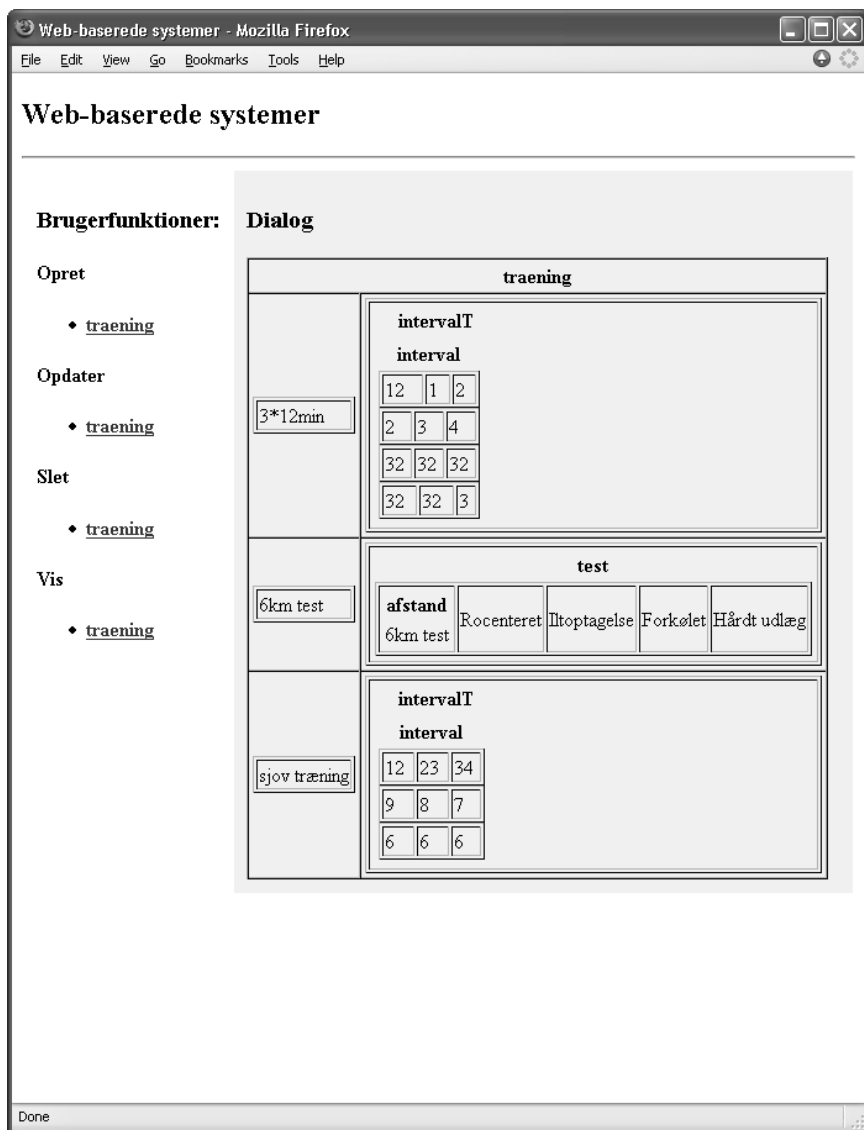 Web-baserede systemer - Mozilla Firefox
File Edit View Go Bookmarks Tools Help
Web-baserede systemer
Brugerfunktioner:
Opret
traening
Opdater
traening
Slet
traening
Vis
traening
Dialog
traening
3*12min
intervalT
interval
12 1 2
2 3 4
32 32 32
32 32 3
6km test
test
afstand
6km test
Rocenteret Iltoptagelse Forkølet Hårdt udlæg
sjov træning
intervalT
interval
12 23 34
9 8 7
6 6 6
Done